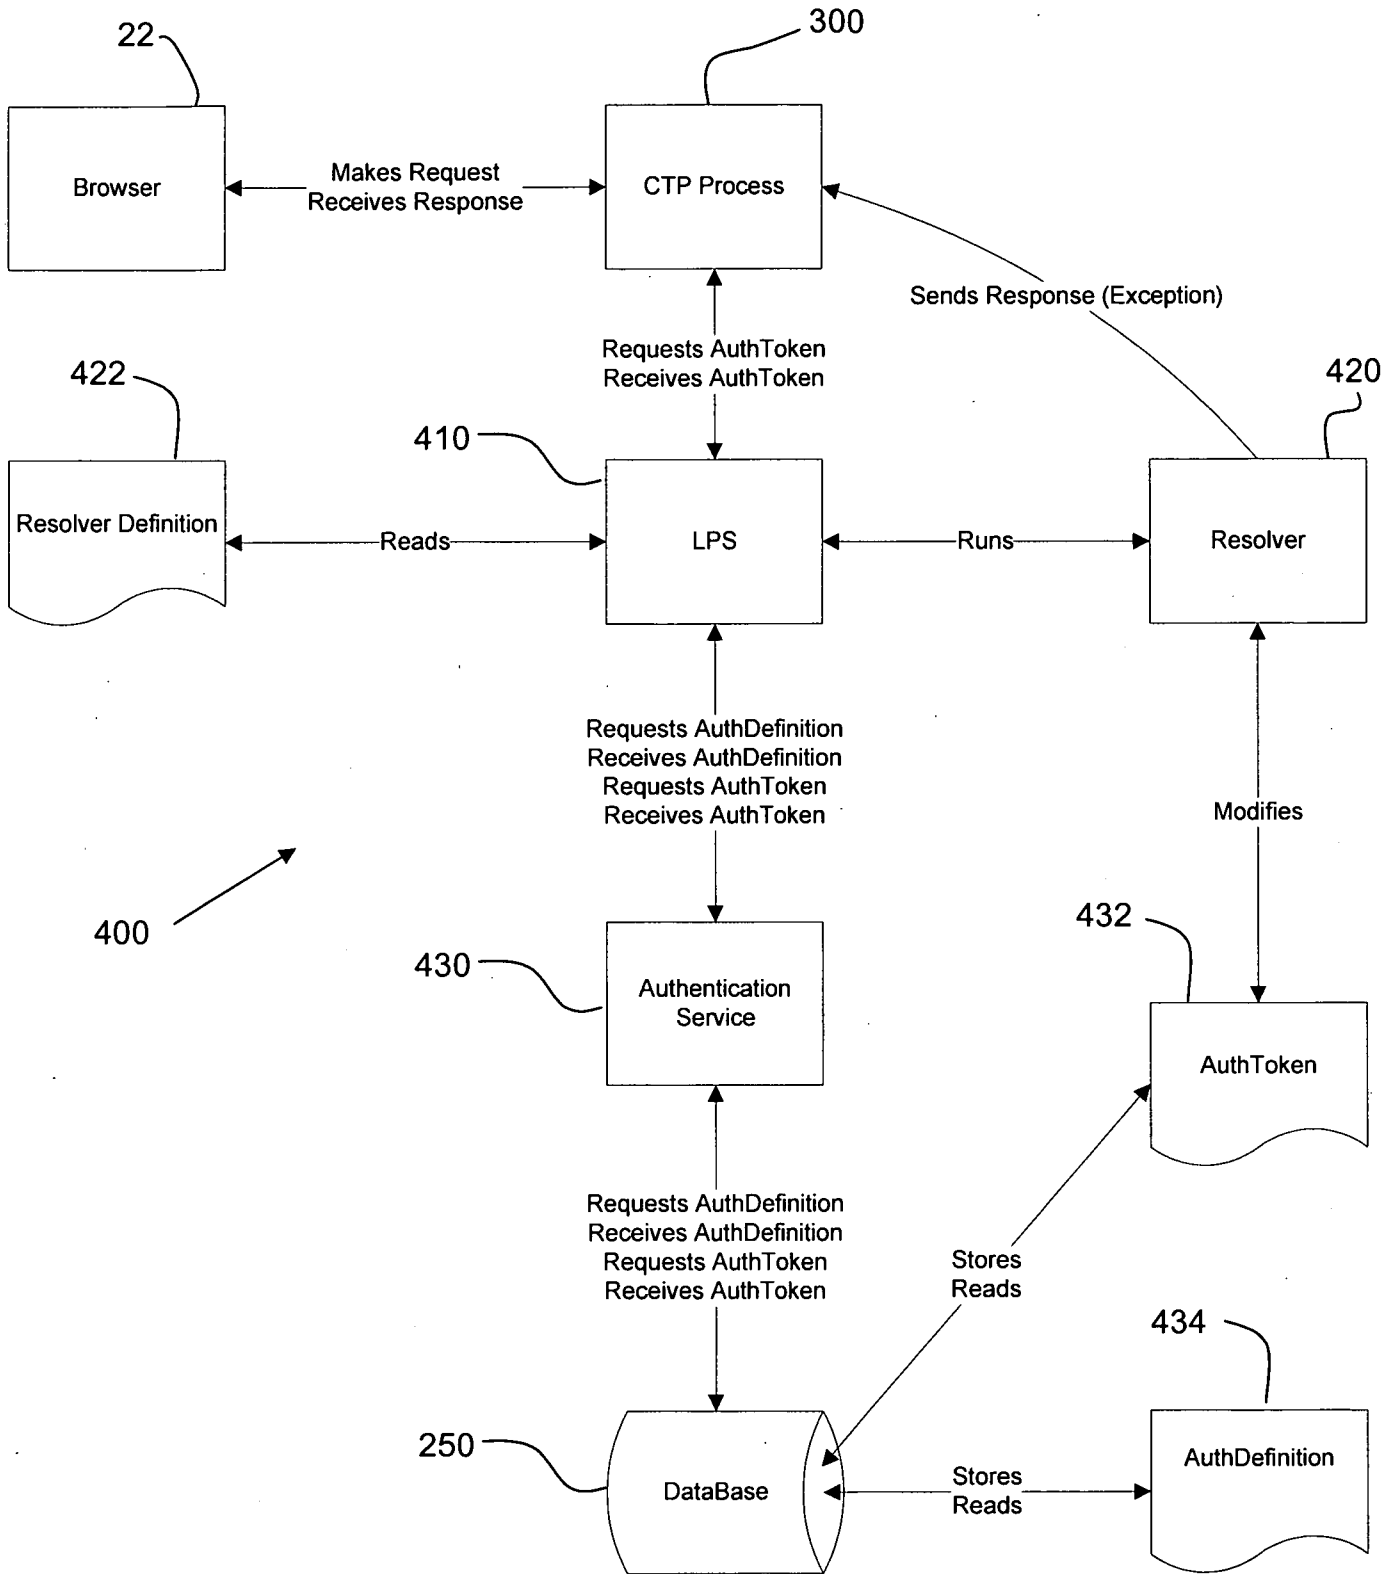 22
300
Browser
Makes Request
Receives Response
CTP Process
Sends Response (Exception)
Requests AuthToken
Receives AuthToken
422
410
420
Resolver Definition
Reads
LPS
Runs
Resolver
Requests AuthDefinition
Receives AuthDefinition
Requests AuthToken
Receives AuthToken
Modifies
400
430
432
Authentication
Service
AuthToken
Requests AuthDefinition
Receives AuthDefinition
Requests AuthToken
Receives AuthToken
Stores
Reads
434
250
DataBase
Stores
Reads
AuthDefinition